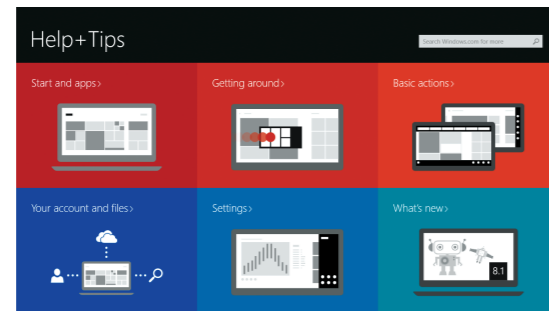 Help+Tips
Search Windows.com for more
Start and apps›
Getting around›
Basic actions›
Your account and files›
Settings›
What's new›
8.1